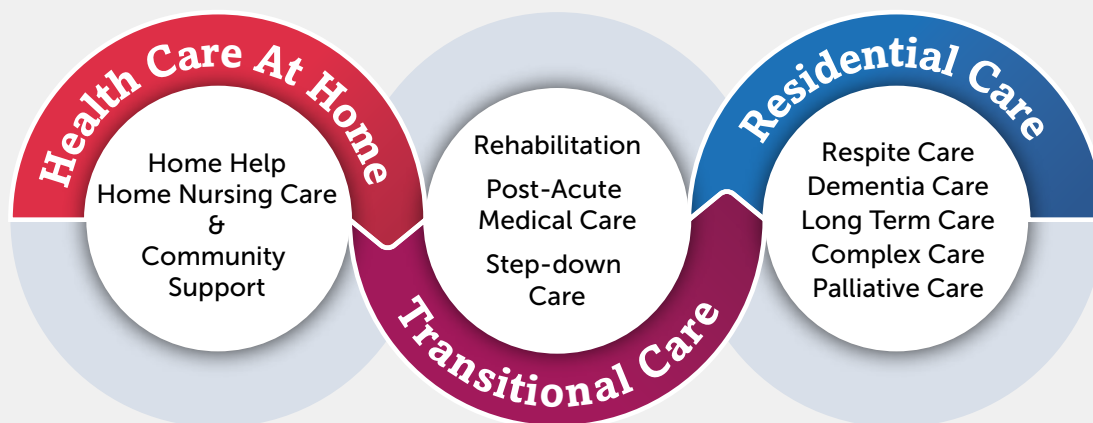 Health Care At Home
Home Help
Home Nursing Care
&
Community
Support
Transitional Care
Rehabilitation
Post-Acute
Medical Care
Step-down
Care
Residential Care
Respite Care
Dementia Care
Long Term Care
Complex Care
Palliative Care